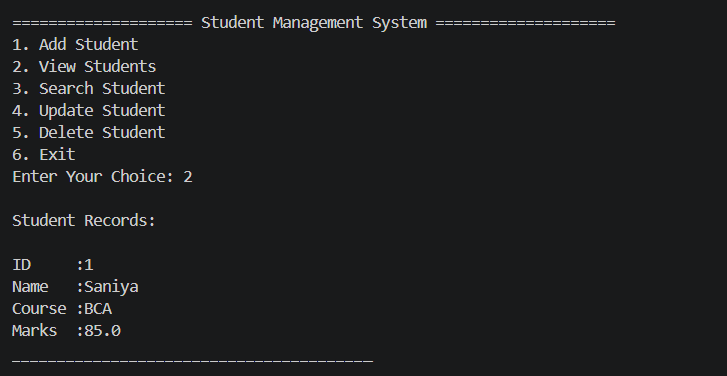 ==================== Student Management System ====================
1. Add Student
2. View Students
3. Search Student
4. Update Student
5. Delete Student
6. Exit
Enter Your Choice: 2
Student Records:
ID     :1
Name   :Saniya
Course :BCA
Marks  :85.0
________________________________________